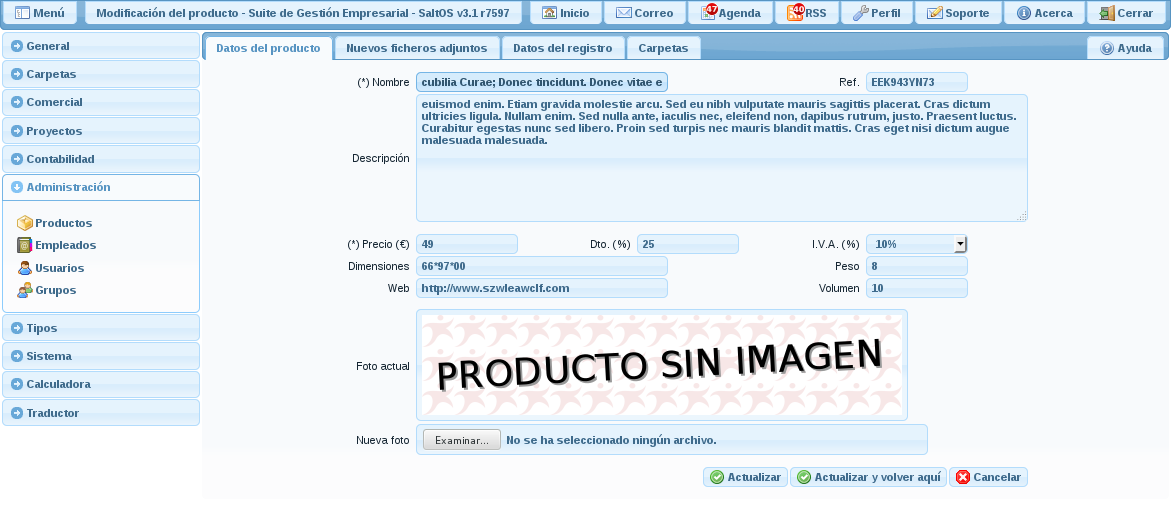 Menú
Modificación del producto - Suite de Gestión Empresarial - SaltOS v3.1 r7597
Inicio
Correo
47
Agenda
40
RSS
Perfil
Soporte
Acerca
Cerrar
General
Carpetas
Comercial
Proyectos
Contabilidad
Administración
Productos
Empleados
Usuarios
Grupos
Tipos
Sistema
Calculadora
Traductor
Datos del producto
Nuevos ficheros adjuntos
Datos del registro
Carpetas
Ayuda
(*) Nombre
cubilia Curae; Donec tincidunt. Donec vitae e
Ref.
EEK943YN73
Descripción
euismod enim. Etiam gravida molestie arcu. Sed eu nibh vulputate mauris sagittis placerat. Cras dictum
ultricies ligula. Nullam enim. Sed nulla ante, iaculis nec, eleifend non, dapibus rutrum, justo. Praesent luctus.
Curabitur egestas nunc sed libero. Proin sed turpis nec mauris blandit mattis. Cras eget nisi dictum augue
malesuada malesuada.
(*) Precio (€)
49
Dto. (%)
25
I.V.A. (%)
10%
Dimensiones
66*97*00
Peso
8
Web
http://www.szwleawclf.com
Volumen
10
Foto actual
PRODUCTO SIN IMAGEN
Nueva foto
Examinar...
No se ha seleccionado ningún archivo.
Actualizar
Actualizar y volver aquí
Cancelar